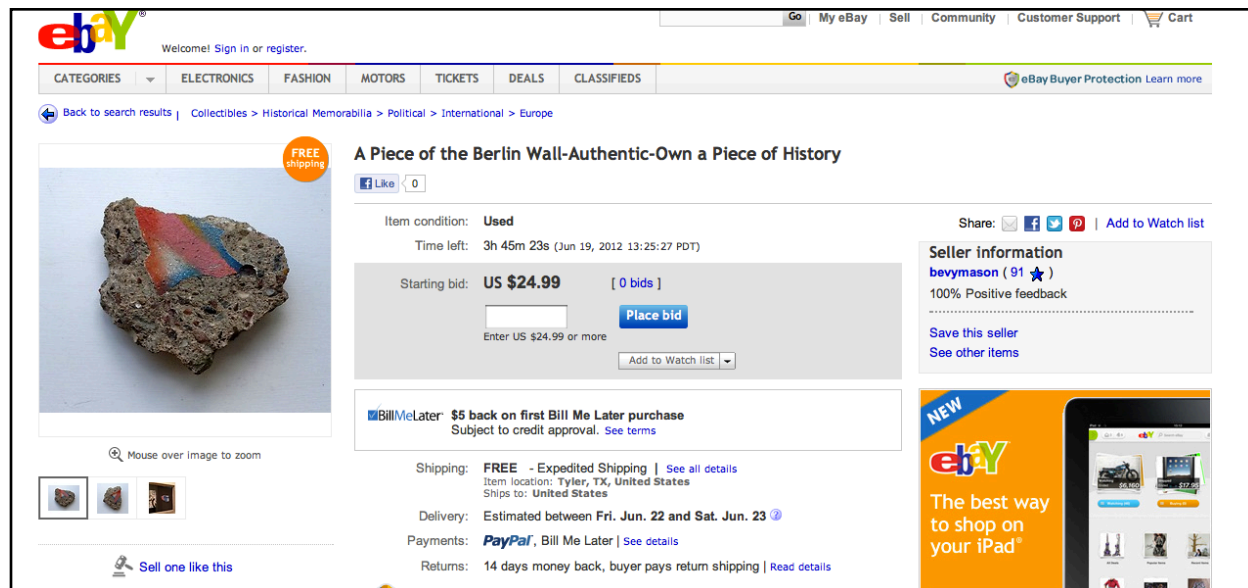 ebay®
Go My eBay | Sell | Community | Customer Support | Cart
Welcome! Sign in or register.
CATEGORIES ELECTRONICS FASHION MOTORS TICKETS DEALS CLASSIFIEDS
eBay Buyer Protection Learn more
Back to search results | Collectibles > Historical Memorabilia > Political > International > Europe
FREE
shipping
A Piece of the Berlin Wall-Authentic-Own a Piece of History
Like 0
Item condition: Used
Time left: 3h 45m 23s (Jun 19, 2012 13:25:27 PDT)
Starting bid: US $24.99 [ 0 bids ]
Place bid
Enter US $24.99 or more
Add to Watch list
BillMeLater $5 back on first Bill Me Later purchase
Subject to credit approval. See terms
Shipping: FREE - Expedited Shipping | See all details
Item location: Tyler, TX, United States
Ships to: United States
Delivery: Estimated between Fri. Jun. 22 and Sat. Jun. 23
Payments: PayPal, Bill Me Later | See details
Returns: 14 days money back, buyer pays return shipping | Read details
Mouse over image to zoom
Sell one like this
Share: | Add to Watch list
Seller information
bevymason ( 91 )
100% Positive feedback
Save this seller
See other items
NEW
ebay
The best way
to shop on
your iPad®
ebay
$6,160
$17.95